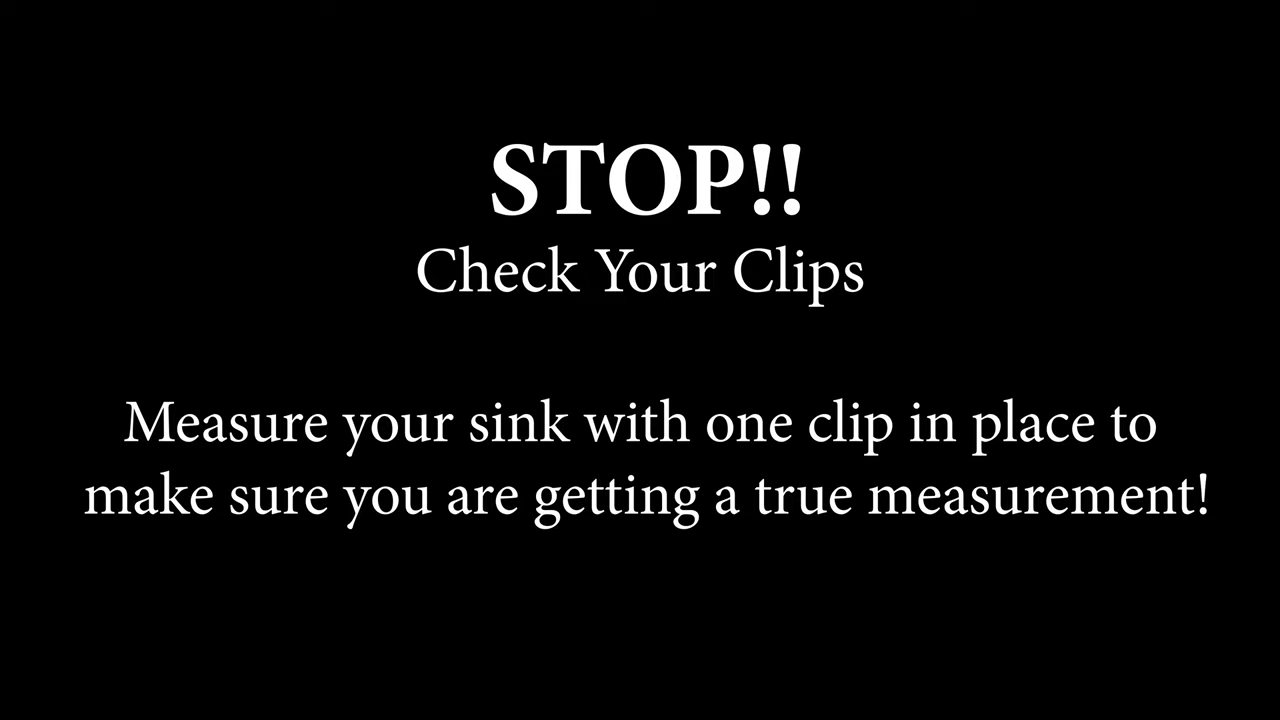 STOP!!
Check Your Clips
Measure your sink with one clip in place to
make sure you are getting a true measurement!